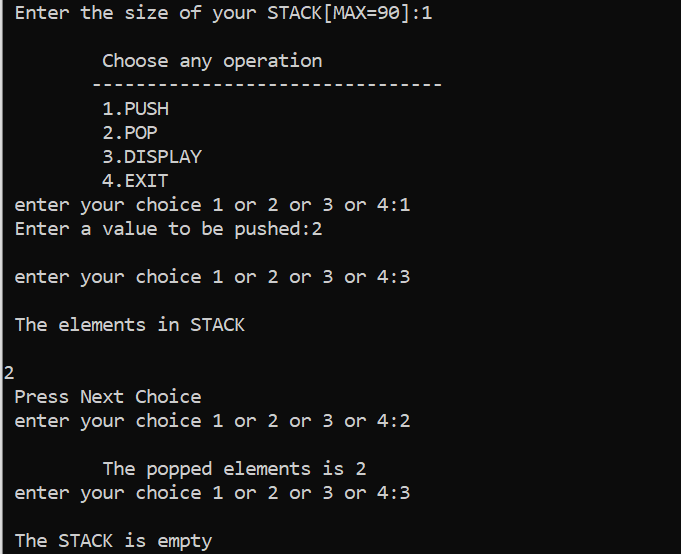 Enter the size of your STACK[MAX=90]:1
Choose any operation
--------------------------------
1.PUSH
2.POP
3.DISPLAY
4.EXIT
enter your choice 1 or 2 or 3 or 4:1
Enter a value to be pushed:2
enter your choice 1 or 2 or 3 or 4:3
The elements in STACK
2
Press Next Choice
enter your choice 1 or 2 or 3 or 4:2
The popped elements is 2
enter your choice 1 or 2 or 3 or 4:3
The STACK is empty